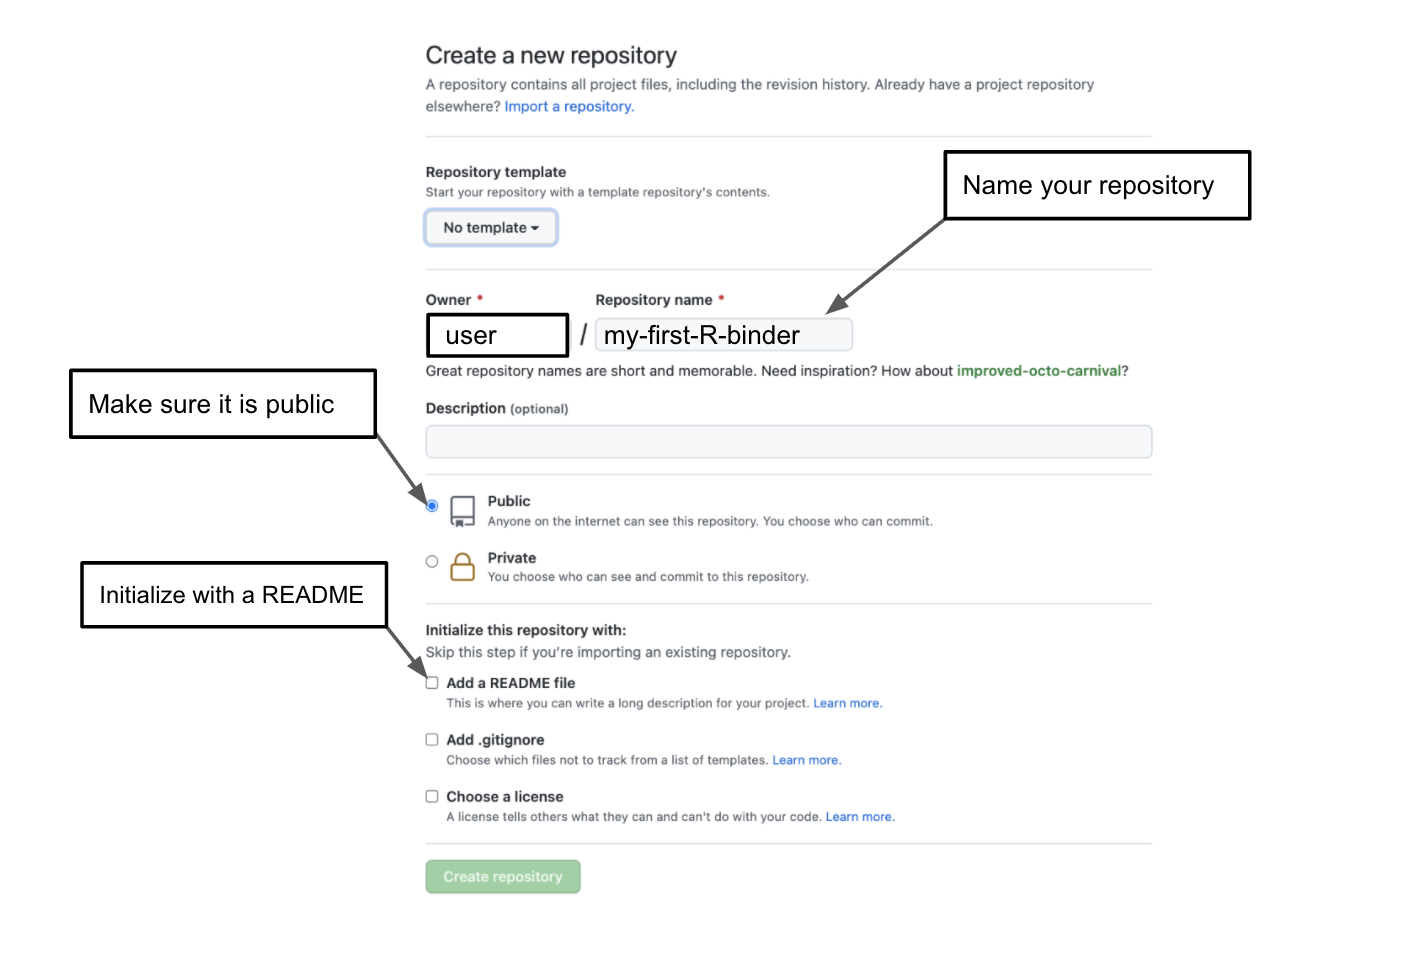 Create a new repository
A repository contains all project files, including the revision history. Already have a project repository
elsewhere? Import a repository.
Repository template
Start your repository with a template repository's contents.
No template
Name your repository
Owner *
Repository name *
user / my-first-R-binder
Great repository names are short and memorable. Need inspiration? How about improved-octo-carnival?
Make sure it is public
Description (optional)
Public
Anyone on the internet can see this repository. You choose who can commit.
Private
You choose who can see and commit to this repository.
Initialize with a README
Initialize this repository with:
Skip this step if you're importing an existing repository.
Add a README file
This is where you can write a long description for your project. Learn more.
Add .gitignore
Choose which files not to track from a list of templates. Learn more.
Choose a license
A license tells others what they can and can't do with your code. Learn more.
Create repository